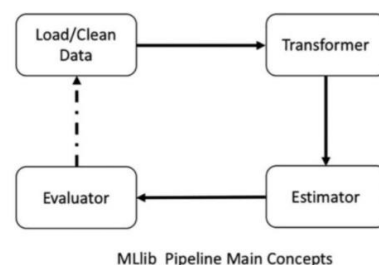 Load/Clean
Data
Transformer
Evaluator
Estimator
MLlib Pipeline Main Concepts